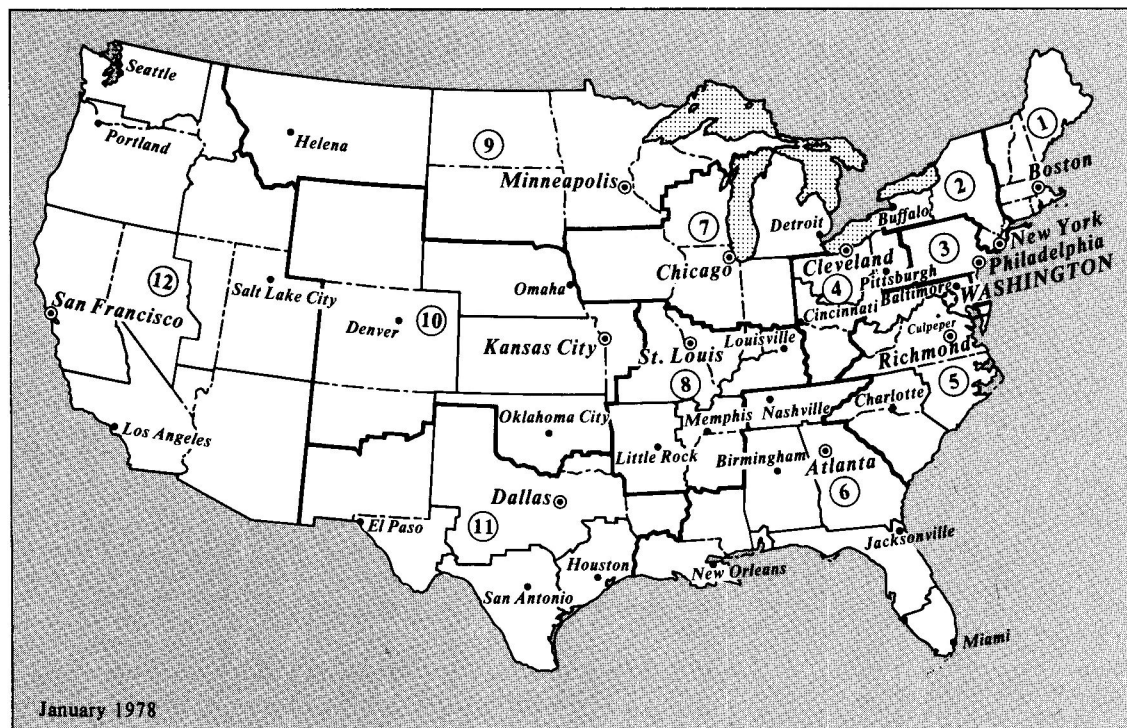 Seattle
Portland
Helena
9
Minneapolis
1
Boston
2
Buffalo
Detroit
7
Chicago
New York
3
Philadelphia
Cleveland
4
Pittsburgh
Baltimore
WASHINGTON
Cincinnati
12
San Francisco
Salt Lake City
Omaha
Denver
10
Kansas City
St. Louis
Louisville
Culpeper
Richmond
8
5
Charlotte
Los Angeles
Oklahoma City
Memphis
Nashville
Little Rock
Birmingham
Atlanta
6
Dallas
El Paso
11
Houston
San Antonio
New Orleans
Jacksonville
Miami
January 1978